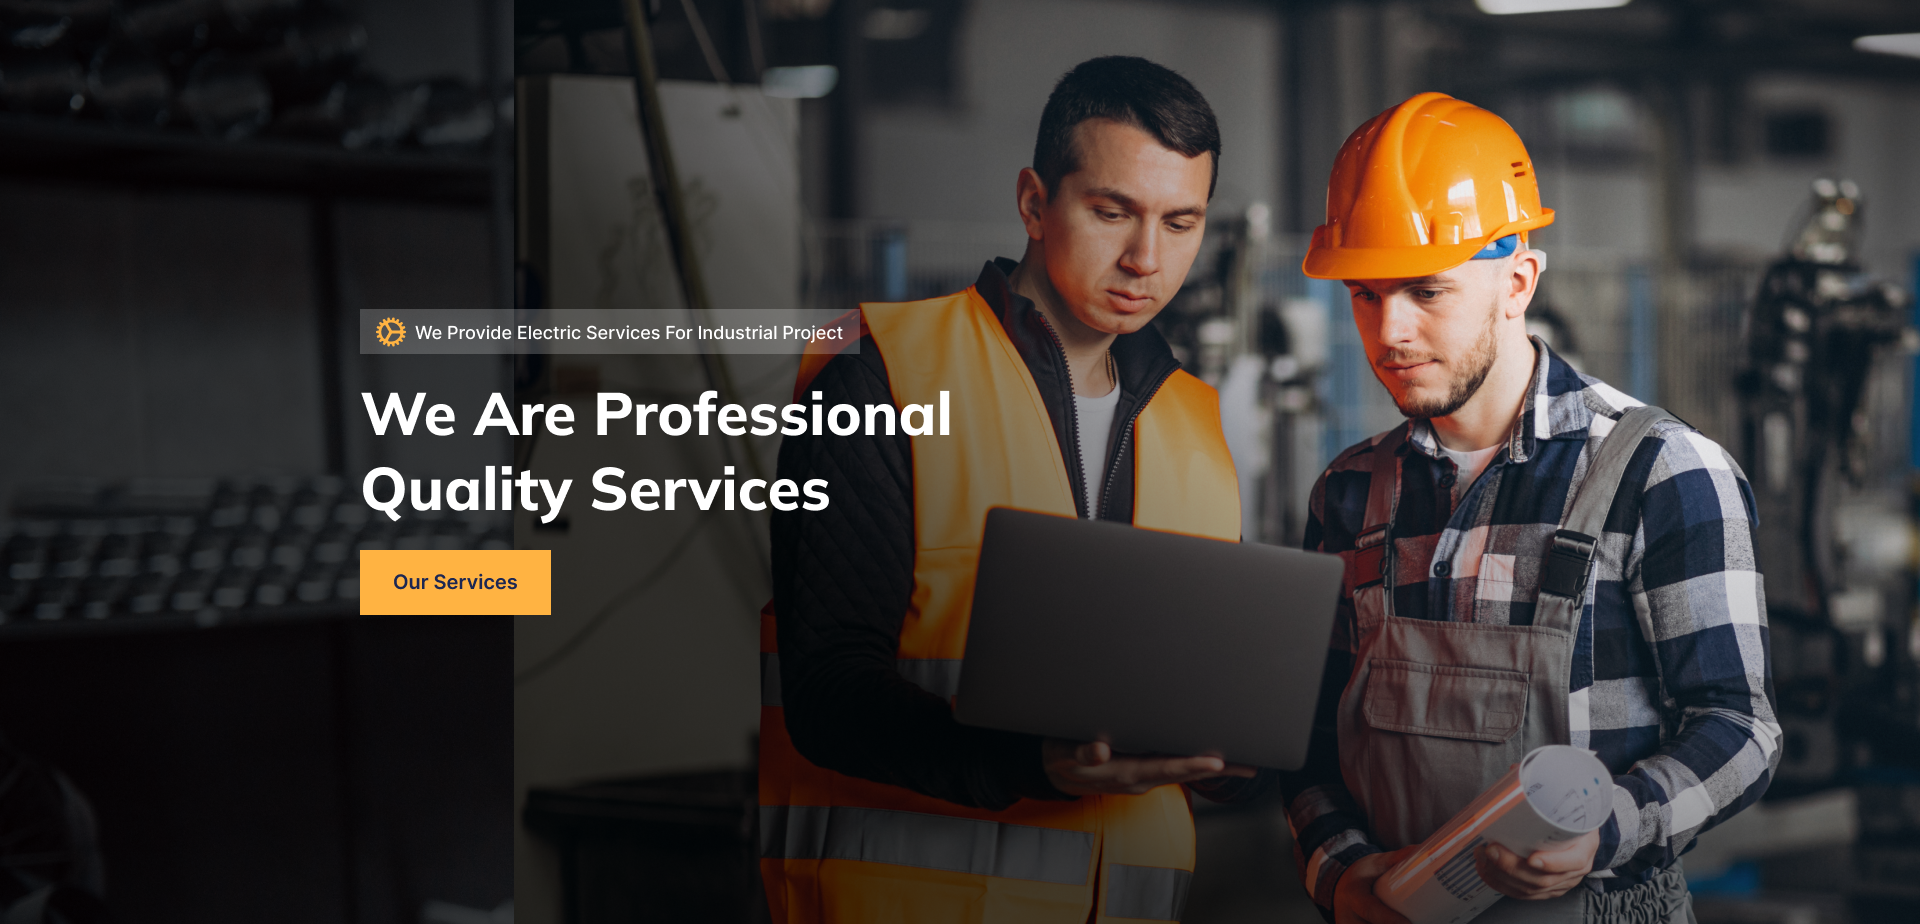 We Provide Electric Services For Industrial Project
We Are Professional
Quality Services
Our Services